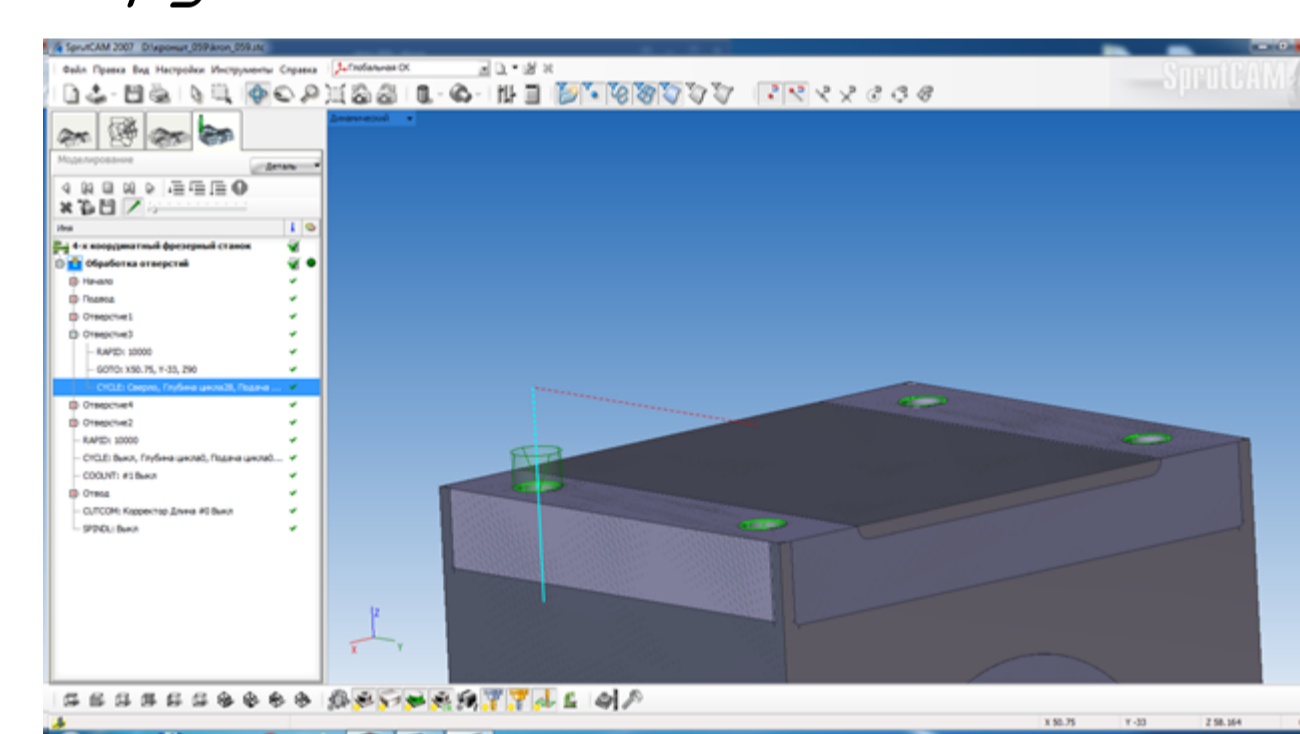 SprutCAM 2007 D:\кроншт_059\kron_059.stc
Файл Правка Вид Настройки Инструменты Справка
Глобальная СК
SprutCAM
Динамический
Моделирование
Деталь
Имя
4-х координатный фрезерный станок
Обработка отверстий
Начало
Подвод
Отверстие1
Отверстие3
RAPID: 10000
GOTO: X50.75, Y-33, Z90
CYCLE: Сверло, Глубина цикла28, Подача ...
Отверстие4
Отверстие2
RAPID: 10000
CYCLE: Выкл, Глубина цикла0, Подача цикла0...
COOLNT: #1 Выкл
Отвод
CUTCOM: Корректор Длина #0 Выкл
SPINDL: Выкл
Z
X
Y
X 50.75 Y -33 Z 58.164